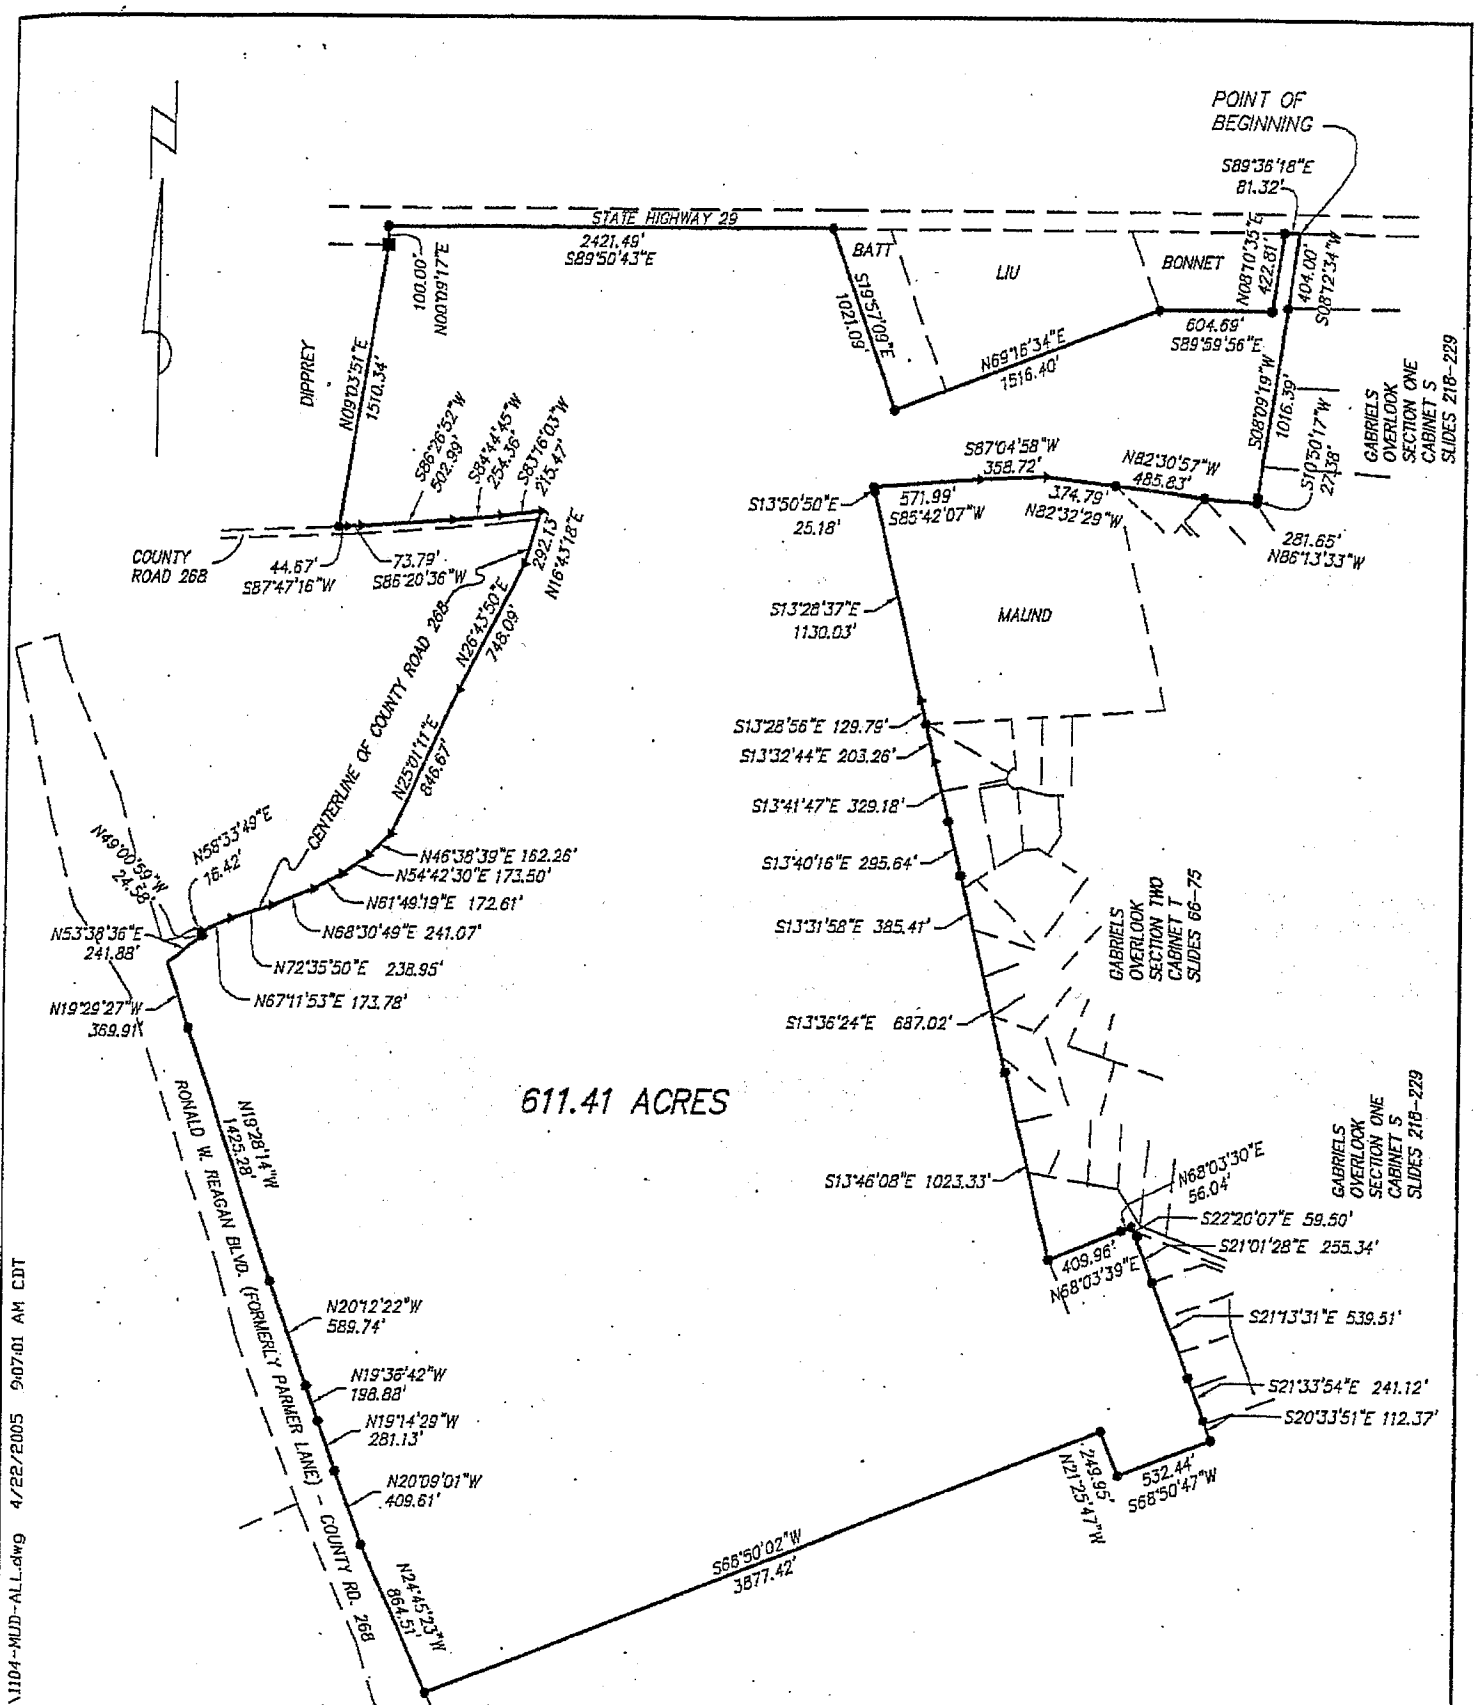 POINT OF
BEGINNING
S89°36'18"E
81.32'
STATE HIGHWAY 29
2421.49'
S89°50'43"E
BATT
LIU
BONNET
N08°10'35"E
422.81'
404.00'
S08°12'34"W
100.00'
N00°09'17"E
DIPPREY
N09°03'51"E
1510.34'
S19°57'09"E
1021.09'
N69°16'34"E
1516.40'
604.69'
S89°59'56"E
S08°09'19"W
1016.39'
S10°50'17"W
27.38'
GABRIELS
OVERLOOK
SECTION ONE
CABINET S
SLIDES 218-229
S86°26'52"W
502.99'
S84°44'45"W
254.36'
S83°16'03"W
215.47'
S87°04'58"W
358.72'
N82°30'57"W
485.83'
S13°50'50"E
25.18'
571.99'
S85°42'07"W
374.79'
N82°32'29"W
281.65'
N86°13'33"W
COUNTY
ROAD 268
44.67'
S87°47'16"W
73.79'
S86°20'36"W
292.13'
N16°43'18"E
N26°43'50"E
748.09'
CENTERLINE OF COUNTY ROAD 268
S13°28'37"E
1130.03'
MAUND
N25°01'11"E
846.67'
S13°28'56"E 129.79'
S13°32'44"E 203.26'
S13°41'47"E 329.18'
N49°00'59"W
24.58'
N58°33'49"E
16.42'
N46°38'39"E 162.26'
N54°42'30"E 173.50'
N61°49'19"E 172.61'
N68°30'49"E 241.07'
N72°35'50"E 238.95'
N67°11'53"E 173.78'
N53°38'36"E
241.88'
N19°29'27"W
369.91'
S13°40'16"E 295.64'
S13°31'58"E 385.41'
GABRIELS
OVERLOOK
SECTION TWO
CABINET T
SLIDES 66-75
S13°36'24"E 687.02'
611.41 ACRES
RONALD W. REAGAN BLVD. (FORMERLY PARMER LANE) - COUNTY RD. 268
N19°28'14"W
1425.28'
GABRIELS
OVERLOOK
SECTION ONE
CABINET S
SLIDES 218-229
S13°46'08"E 1023.33'
N68°03'30"E
56.04'
S22°20'07"E 59.50'
S21°01'28"E 255.34'
409.96'
N68°03'39"E
N20°12'22"W
589.74'
S21°13'31"E 539.51'
N19°36'42"W
198.88'
S21°33'54"E 241.12'
N19°14'29"W
281.13'
S20°33'51"E 112.37'
249.95'
N21°25'47"W
532.44'
S68°50'47"W
N20°09'01"W
409.61'
S68°50'02"W
3877.42'
N24°45'23"W
864.51'
\1104-MUD-ALL.dwg 4/22/2005 9:07:01 AM CDT